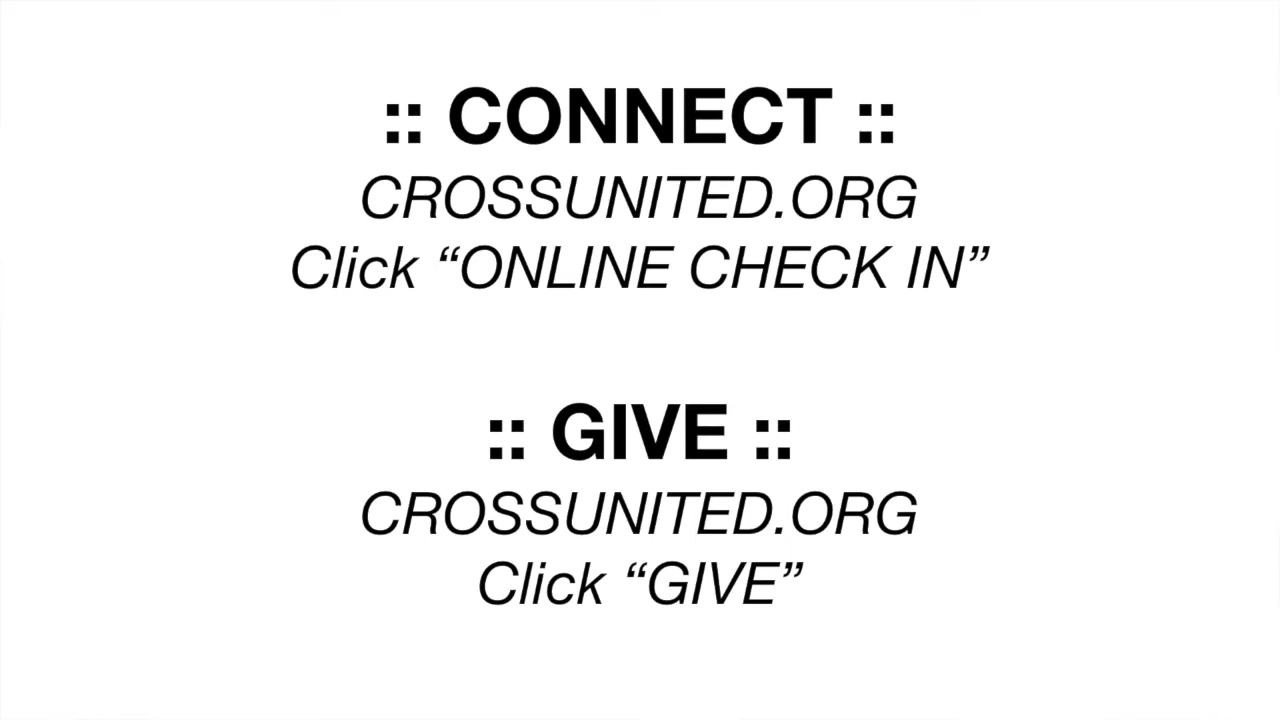 :: CONNECT ::
CROSSUNITED.ORG
Click “ONLINE CHECK IN”
:: GIVE ::
CROSSUNITED.ORG
Click “GIVE”